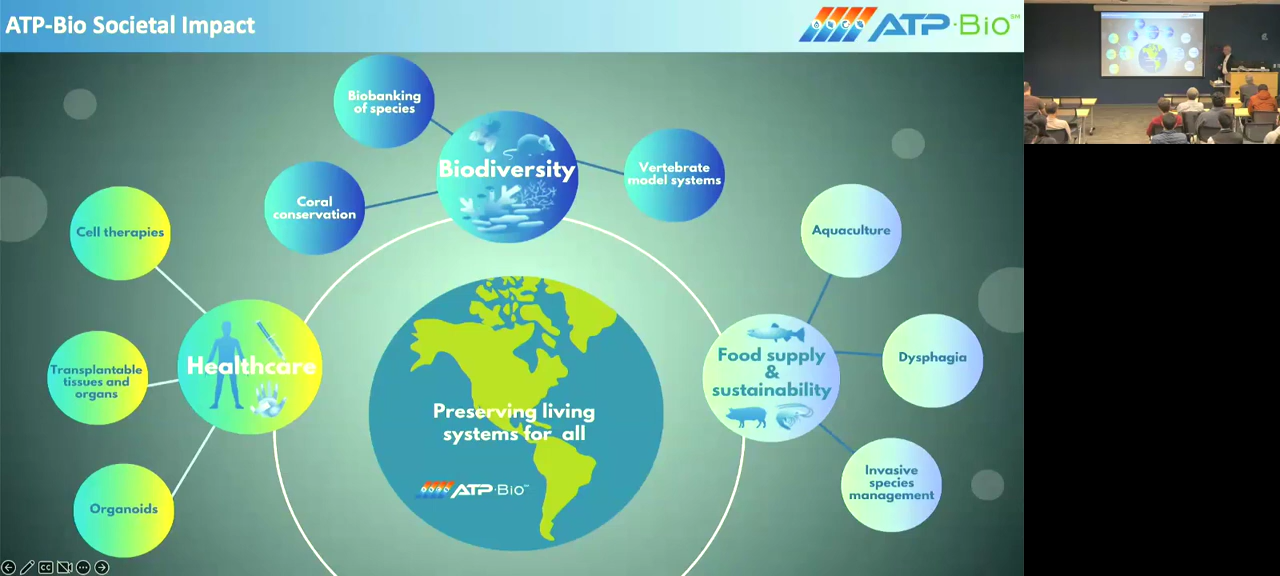 ATP-Bio Societal Impact
ATP-Bio SM
Biobanking
of species
Biodiversity
Vertebrate
model systems
Coral
conservation
Cell therapies
Aquaculture
Healthcare
Transplantable
tissues and
organs
Food supply
&
sustainability
Dysphagia
Preserving living
systems for all
ATP-Bio
Organoids
Invasive
species
management
CC